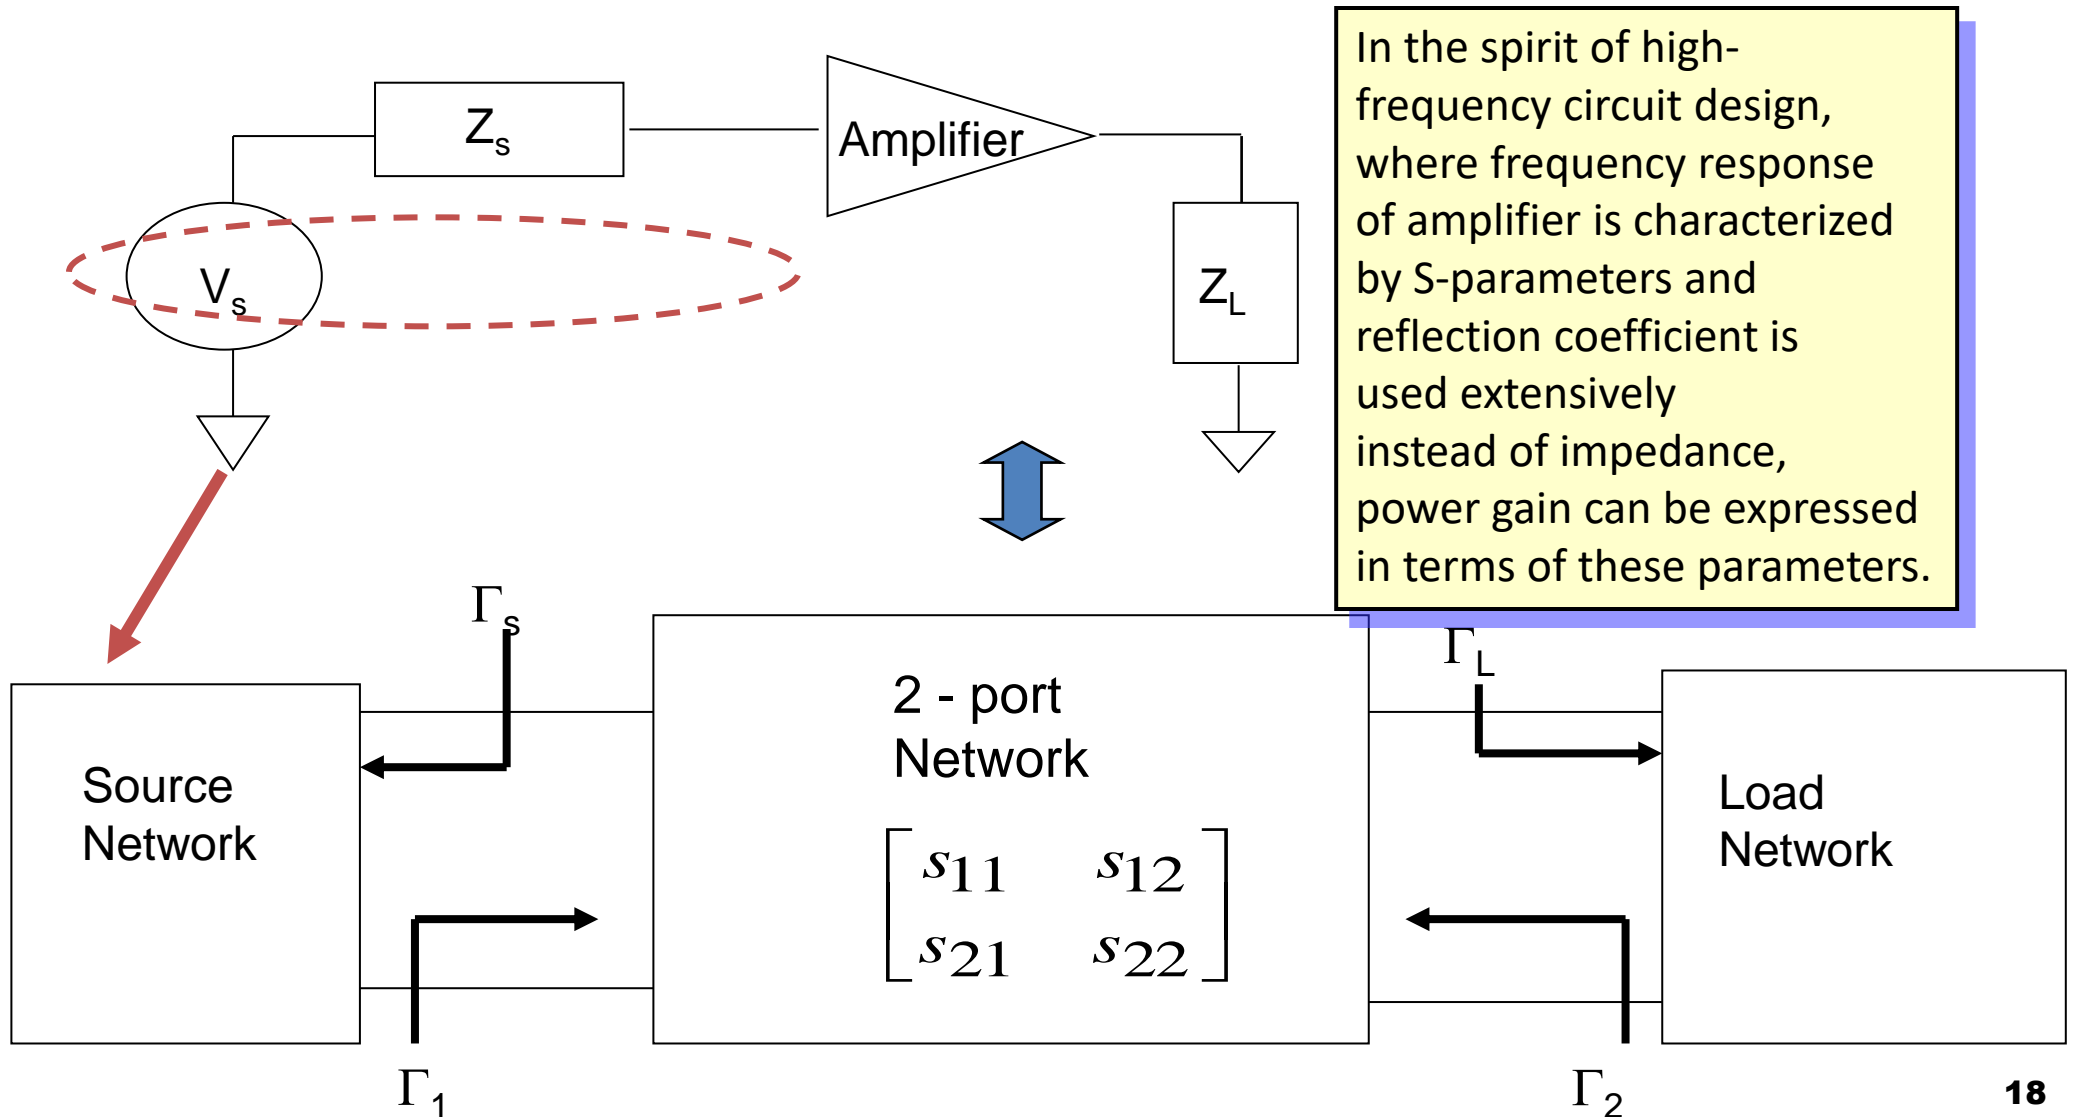 In the spirit of high-
frequency circuit design,
where frequency response
of amplifier is characterized
by S-parameters and
reflection coefficient is
used extensively
instead of impedance,
power gain can be expressed
in terms of these parameters.
Zs
Amplifier
Vs
ZL
Γs
ΓL
2 - port
Network
Source
Network
Load
Network
s11 s12
s21 s22
Γ1
Γ2
18